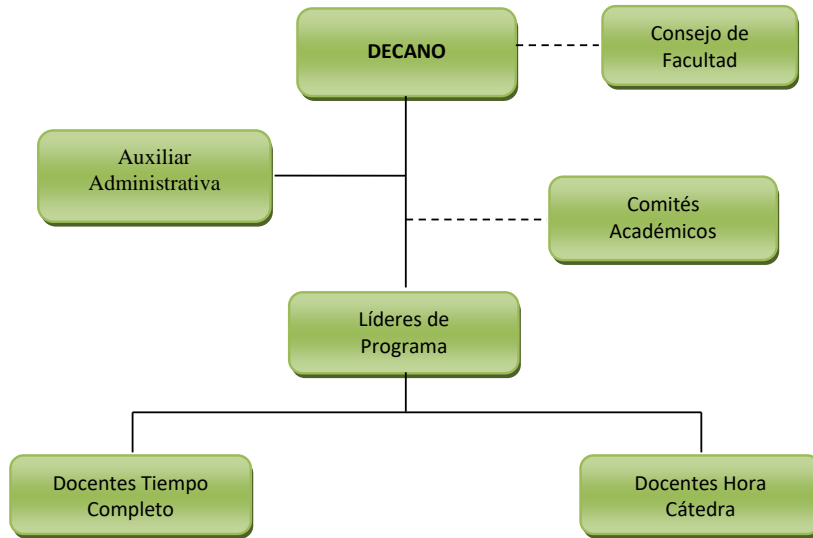 DECANO
Consejo de
Facultad
Auxiliar
Administrativa
Comités
Académicos
Líderes de
Programa
Docentes Tiempo
Completo
Docentes Hora
Cátedra